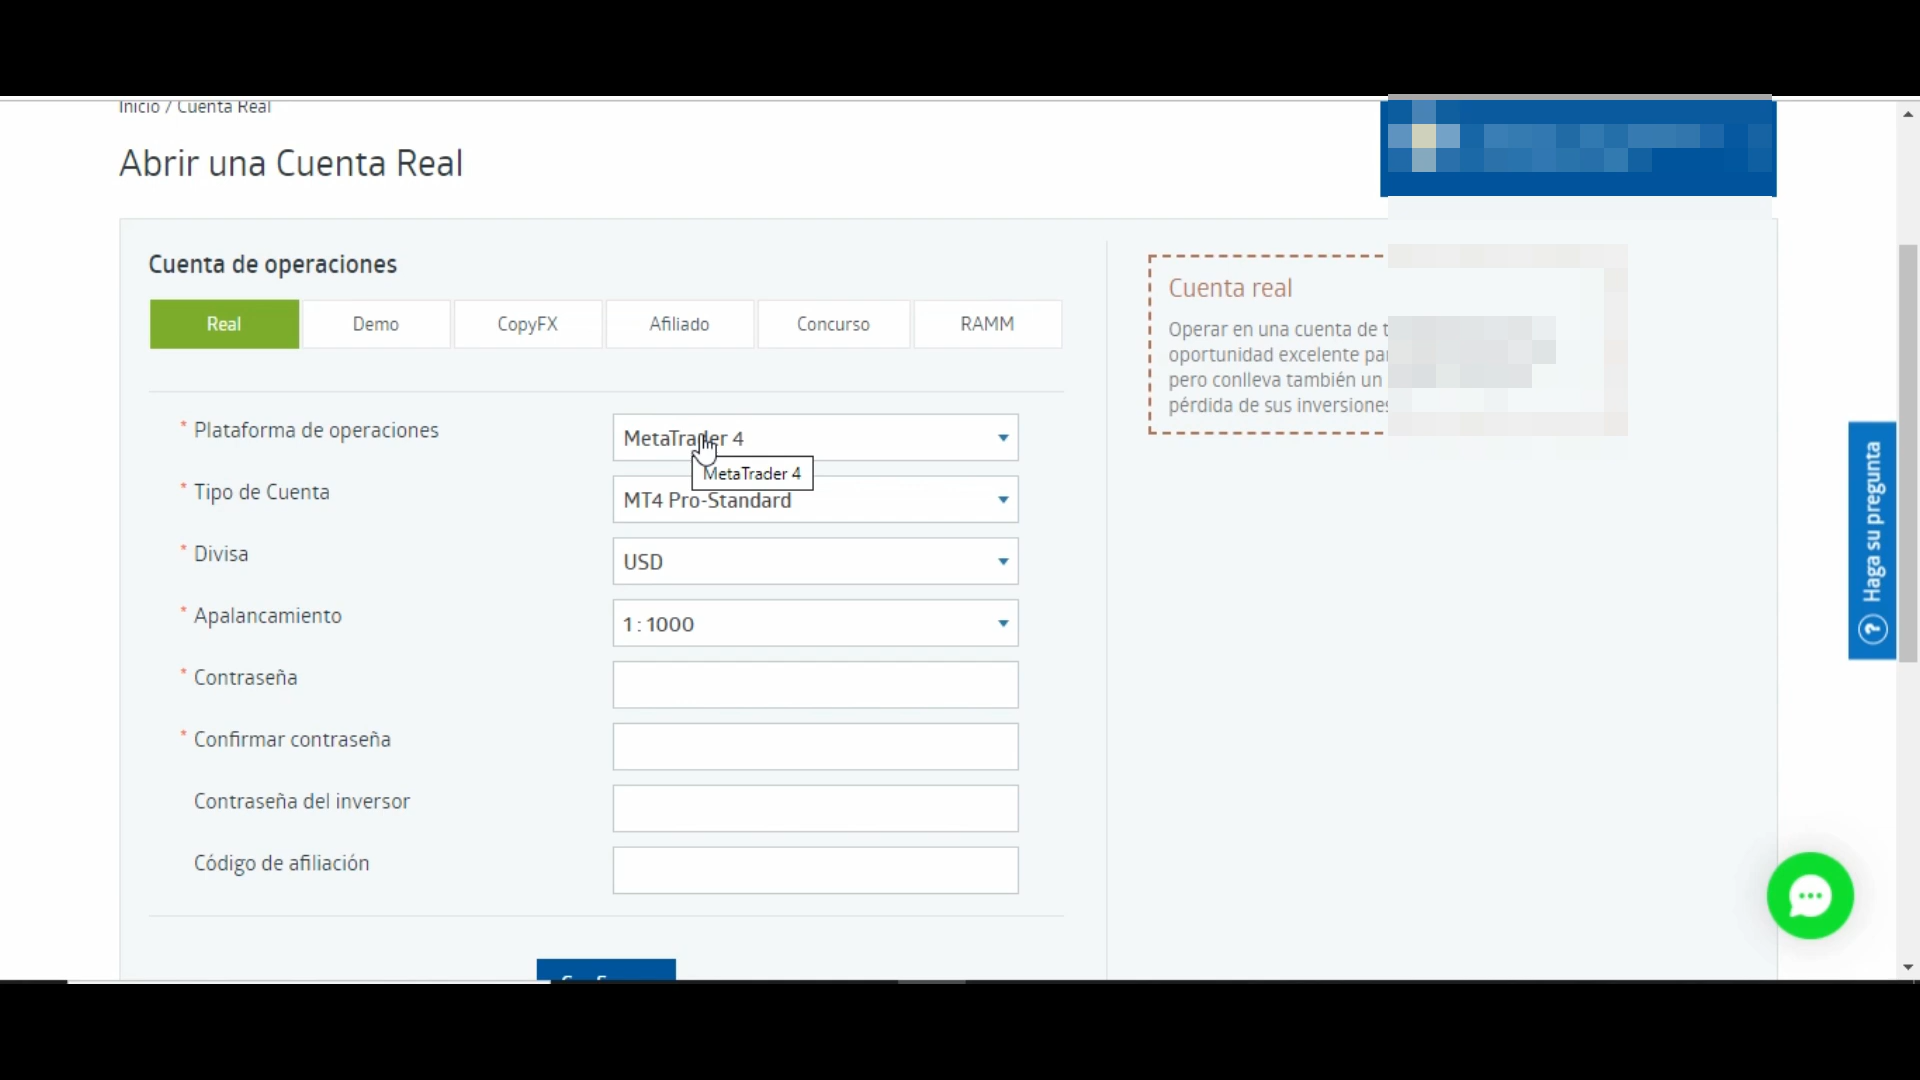 Inicio / Cuenta Real
Abrir una Cuenta Real
Cuenta de operaciones
Real
Demo
CopyFX
Afiliado
Concurso
RAMM
* Plataforma de operaciones
MetaTrader 4
MetaTrader 4
* Tipo de Cuenta
MT4 Pro-Standard
* Divisa
USD
* Apalancamiento
1:1000
* Contraseña
* Confirmar contraseña
Contraseña del inversor
Código de afiliación
Cuenta real
Operar en una cuenta de
oportunidad excelente
pero conlleva también un
pérdida de sus inversiones
Haga su pregunta